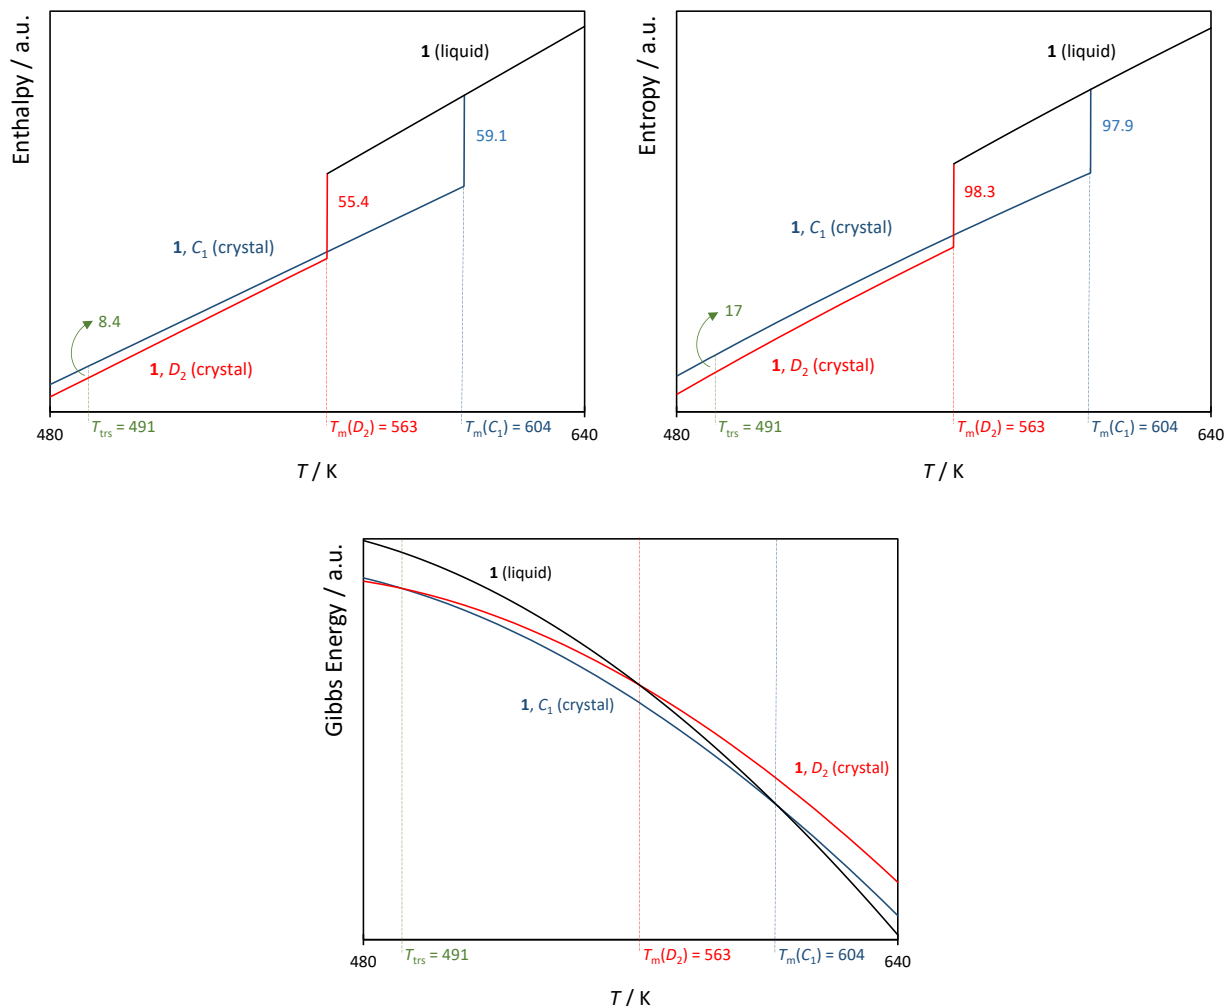 Enthalpy / a.u.
1 (liquid)
59.1
55.4
1, C1 (crystal)
8.4
1, D2 (crystal)
480
Ttrs = 491
Tm(D2) = 563
Tm(C1) = 604
640
T / K
Entropy / a.u.
1 (liquid)
97.9
98.3
1, C1 (crystal)
17
1, D2 (crystal)
480
Ttrs = 491
Tm(D2) = 563
Tm(C1) = 604
640
T / K
Gibbs Energy / a.u.
1 (liquid)
1, C1 (crystal)
1, D2 (crystal)
480
Ttrs = 491
Tm(D2) = 563
Tm(C1) = 604
640
T / K